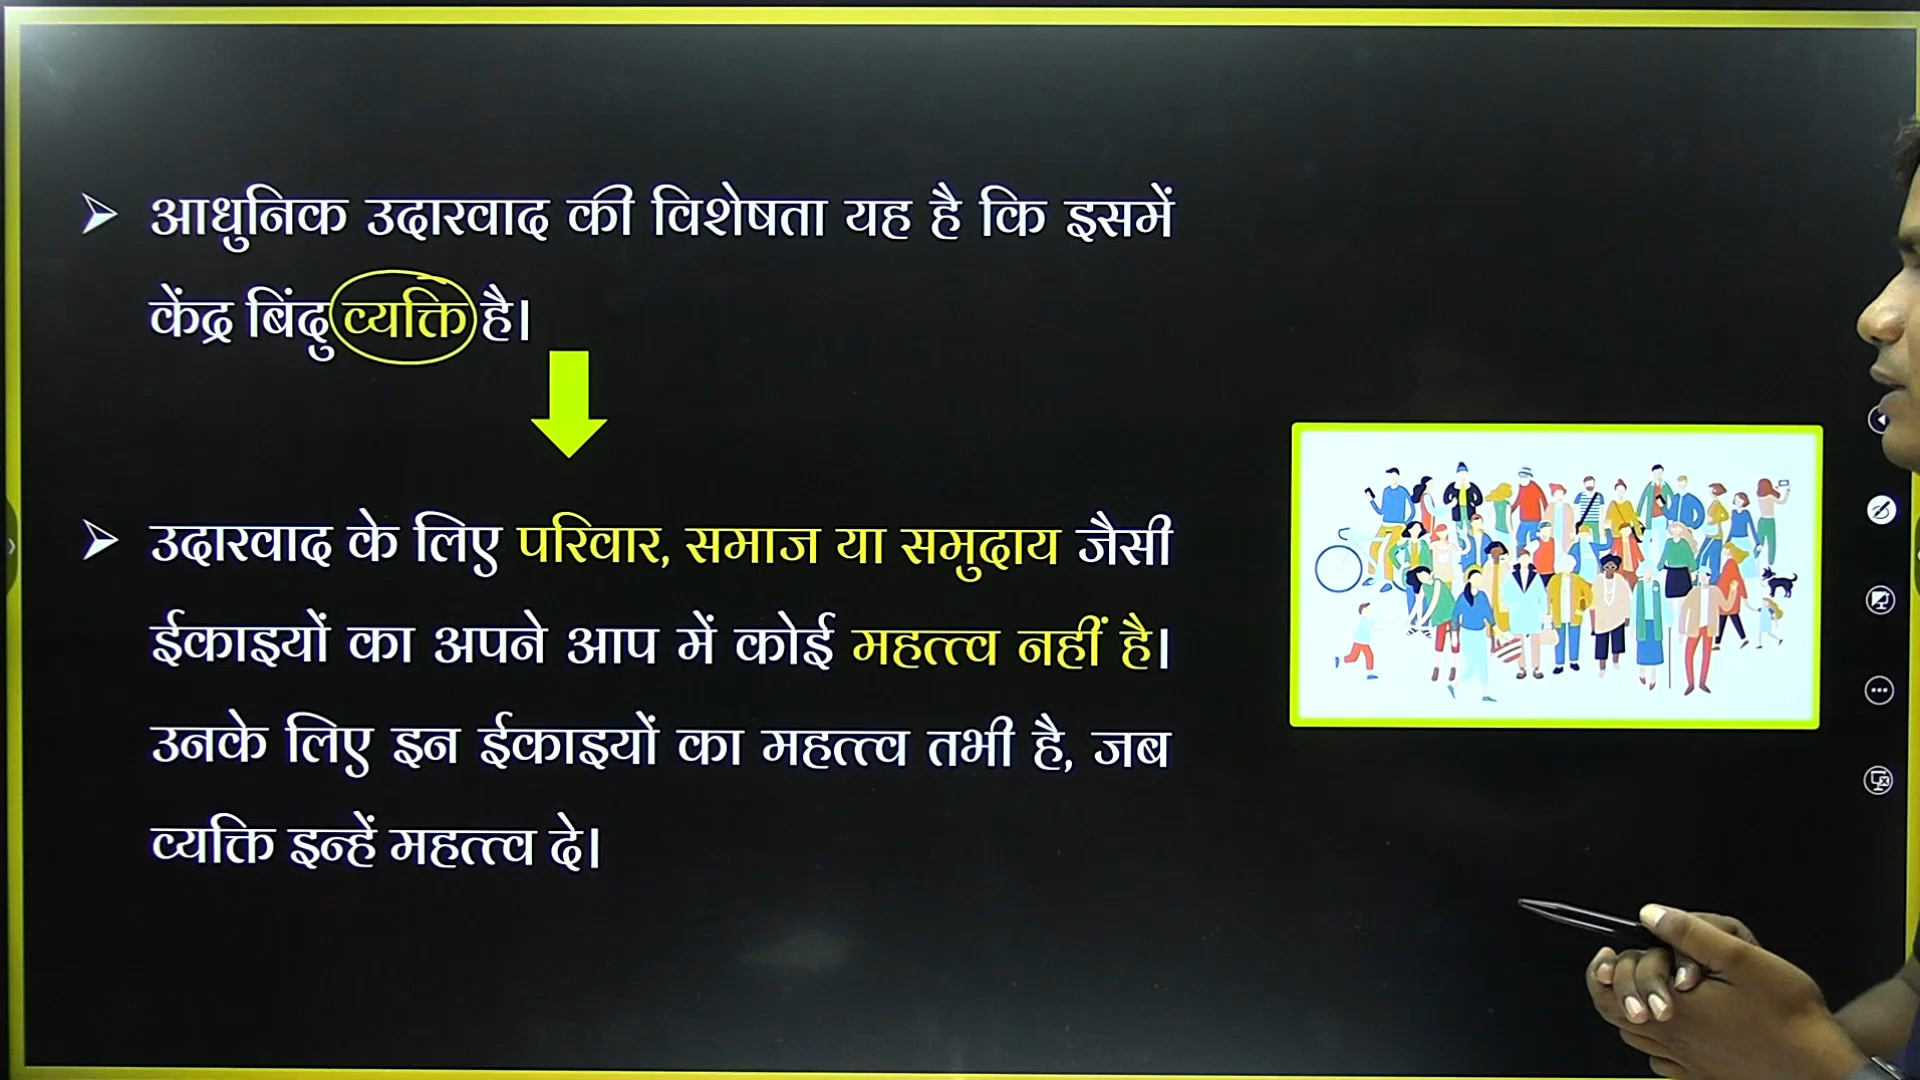 आधुनिक उदारवाद की विशेषता यह है कि इसमें
केंद्र बिंदु व्यक्ति है।
उदारवाद के लिए परिवार, समाज या समुदाय जैसी
ईकाइयों का अपने आप में कोई महत्त्व नहीं है।
उनके लिए इन ईकाइयों का महत्त्व तभी है, जब
व्यक्ति इन्हें महत्त्व दे।